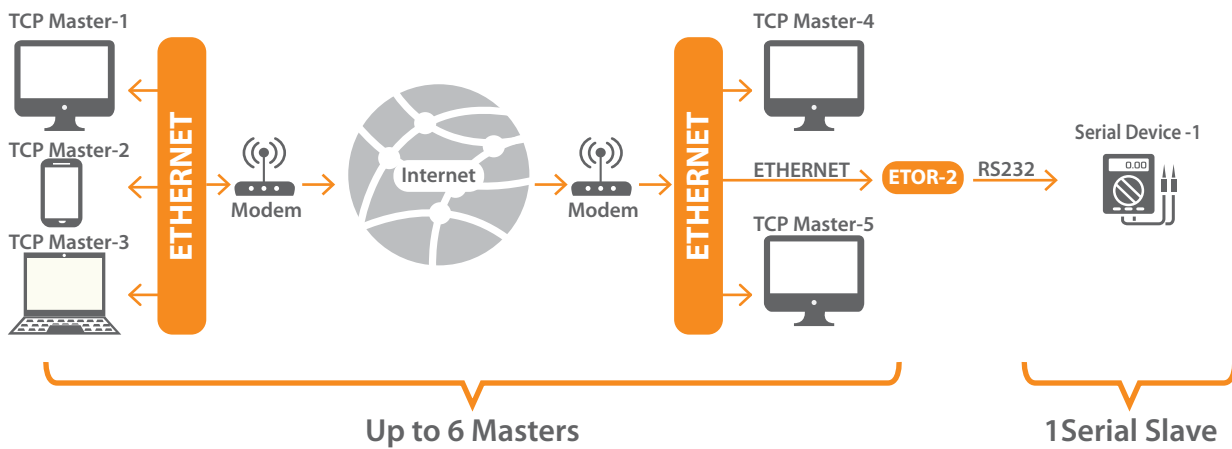 TCP Master-1
TCP Master-2
TCP Master-3
ETHERNET
Modem
Internet
Modem
ETHERNET
TCP Master-4
ETHERNET
ETOR-2
RS232
TCP Master-5
Serial Device -1
0.00
Up to 6 Masters
1Serial Slave